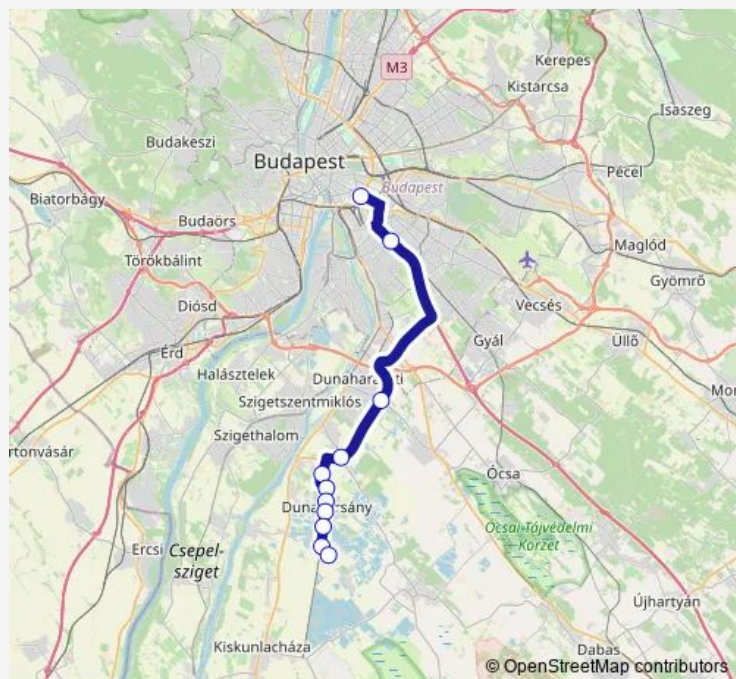 M3
Kerepes
Kistarcsa
Isaszeg
Budakeszi
Budapest
Pécel
Budapest
Biatorbágy
Budaörs
Maglód
Törökbálint
Gyömrő
Diósd
Vecsés
Gyál
Üllő
Érd
Halásztelek
Dunaharaszti
Mo
Szigetszentmiklós
Szigethalom
Ócsa
Ócsai Tájvédelmi
Körzet
Ercsi
Csepel-
sziget
Újhartyán
Kiskunlacháza
Dabas
© OpenStreetMap contributors